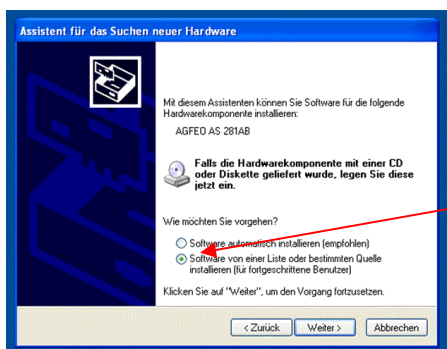 Assistent für das Suchen neuer Hardware
Mit diesem Assistenten können Sie Software für die folgende
Hardwarekomponente installieren:
AGFEO AS 281AB
Falls die Hardwarekomponente mit einer CD
oder Diskette geliefert wurde, legen Sie diese
jetzt ein.
Wie möchten Sie vorgehen?
Software automatisch installieren (empfohlen)
Software von einer Liste oder bestimmten Quelle
installieren (für fortgeschrittene Benutzer)
Klicken Sie auf "Weiter", um den Vorgang fortzusetzen.
< Zurück Weiter > Abbrechen